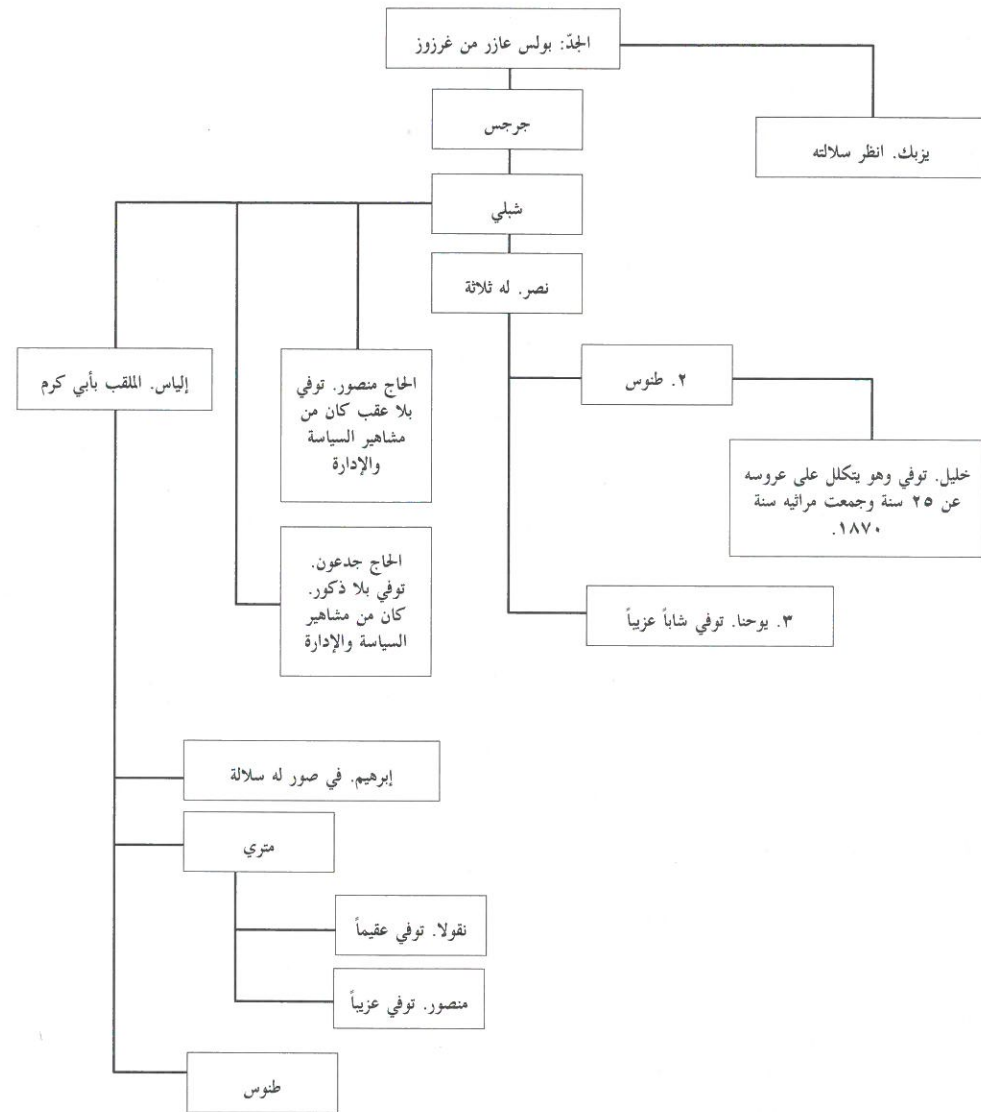 الجدّ: بولس عازر من غرزوز
جرجس
يزبك. انظر سلالته
شبلي
نصر. له ثلاثة
٢. طنوس
إلياس. الملقب بأبي كرم
الحاج منصور. توفي
بلا عقب كان من
مشاهير السياسة
والإدارة
خليل. توفي وهو يتكلل على عروسه
عن ٢٥ سنة وجمعت مراثيه سنة
١٨٧٠.
الحاج جدعون.
توفي بلا ذكور.
كان من مشاهير
السياسة والإدارة
٣. يوحنا. توفي شاباً عزيباً
إبرهيم. في صور له سلالة
متري
نقولا. توفي عقيماً
منصور. توفي عزيباً
طنوس